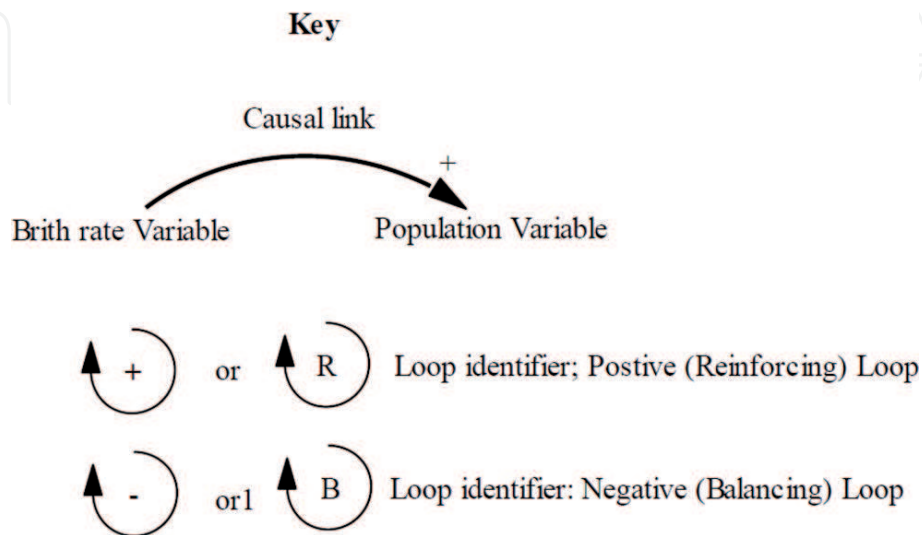 Key
Causal link
+
Brith rate Variable Population Variable
+ or R Loop identifier; Postive (Reinforcing) Loop
- or1 B Loop identifier: Negative (Balancing) Loop